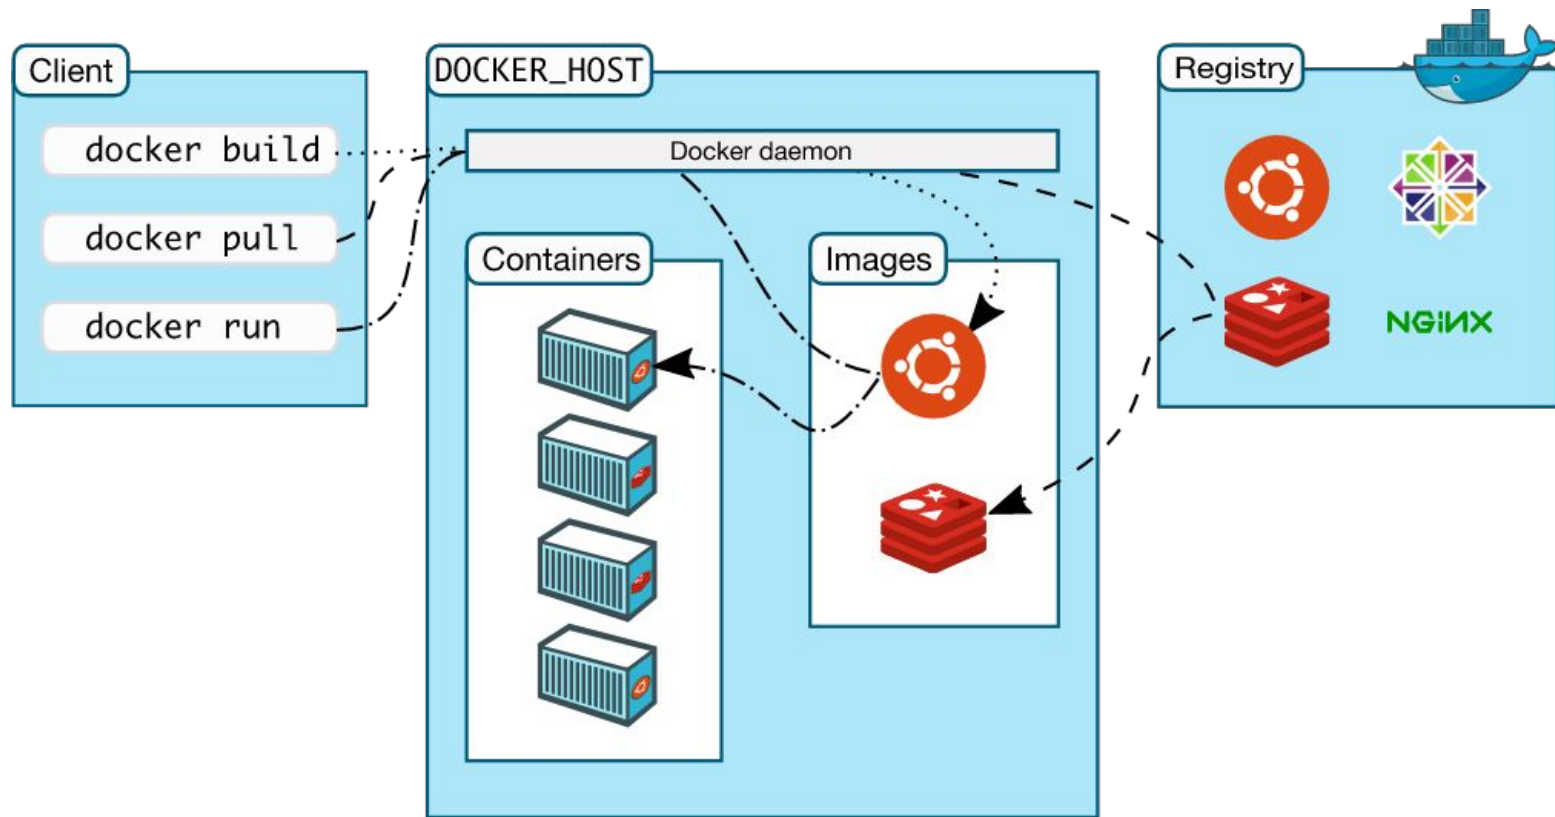 Client
docker build
docker pull
docker run
DOCKER_HOST
Docker daemon
Containers
Images
Registry
NGiNX